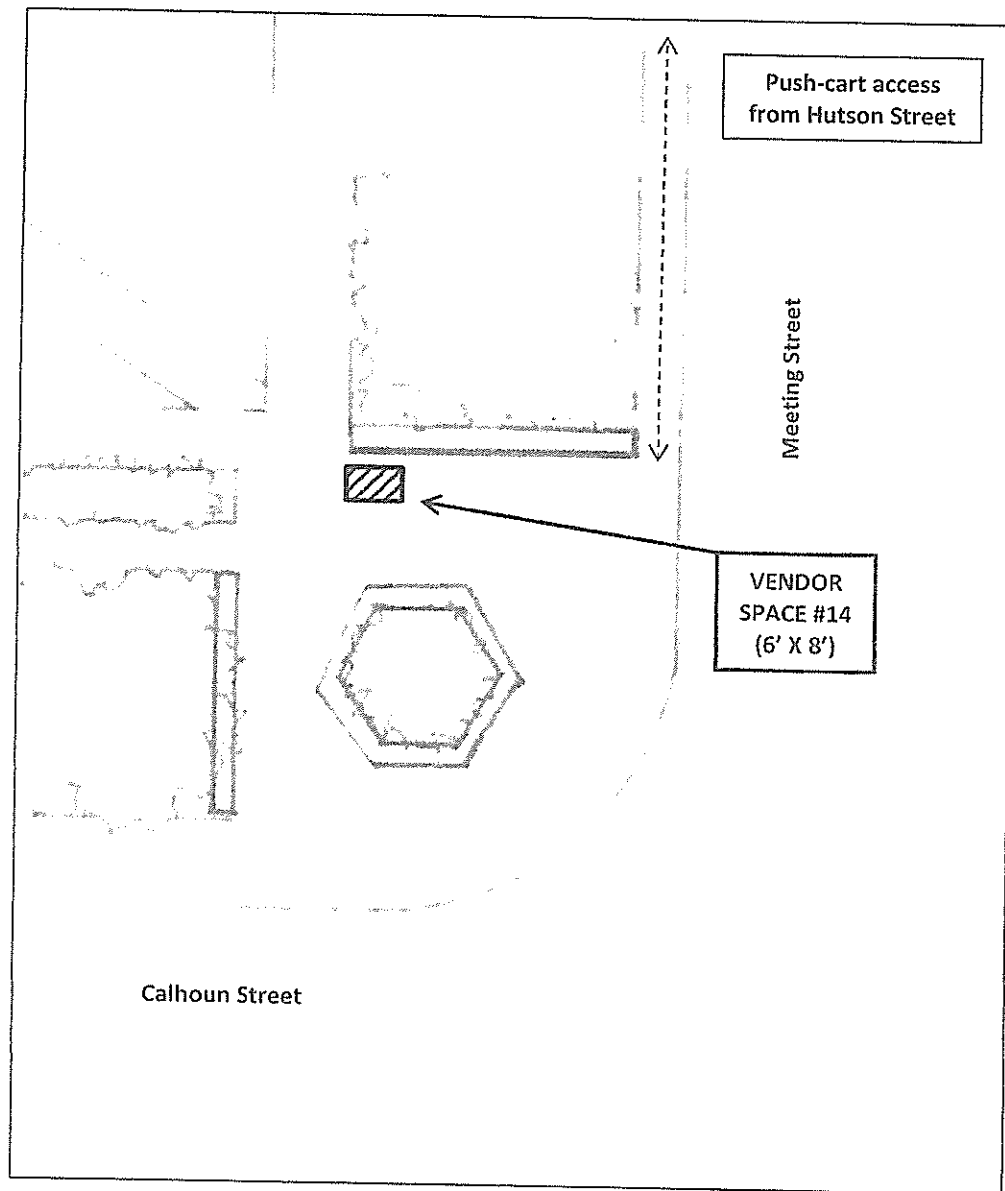 Push-cart access
from Hutson Street
Meeting Street
VENDOR
SPACE #14
(6' X 8')
Calhoun Street